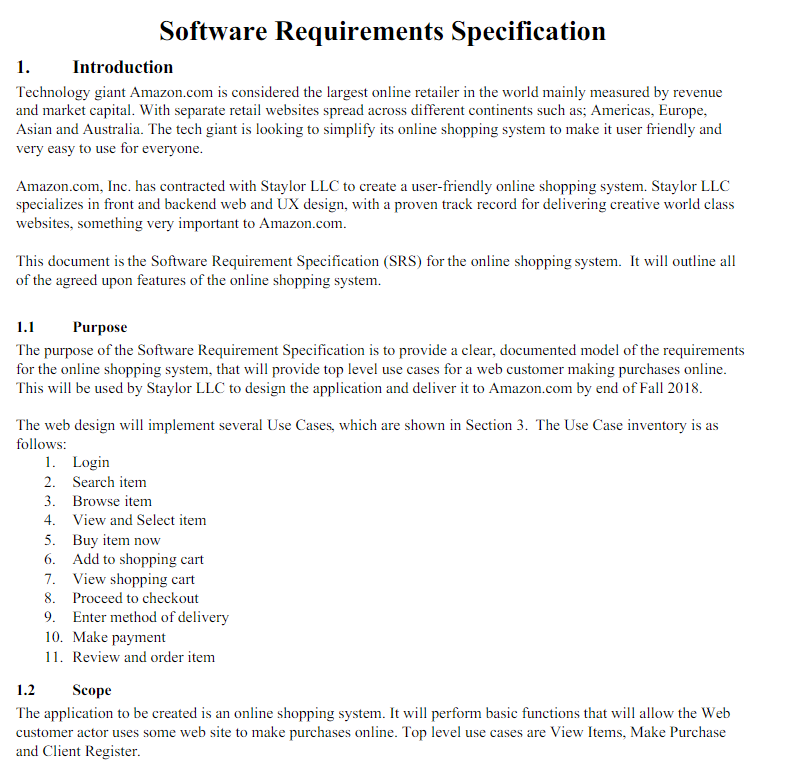 Software Requirements Specification
1. Introduction
Technology giant Amazon.com is considered the largest online retailer in the world mainly measured by revenue
and market capital. With separate retail websites spread across different continents such as; Americas, Europe,
Asian and Australia. The tech giant is looking to simplify its online shopping system to make it user friendly and
very easy to use for everyone.
Amazon.com, Inc. has contracted with Staylor LLC to create a user-friendly online shopping system. Staylor LLC
specializes in front and backend web and UX design, with a proven track record for delivering creative world class
websites, something very important to Amazon.com.
This document is the Software Requirement Specification (SRS) for the online shopping system. It will outline all
of the agreed upon features of the online shopping system.
1.1 Purpose
The purpose of the Software Requirement Specification is to provide a clear, documented model of the requirements
for the online shopping system, that will provide top level use cases for a web customer making purchases online.
This will be used by Staylor LLC to design the application and deliver it to Amazon.com by end of Fall 2018.
The web design will implement several Use Cases, which are shown in Section 3. The Use Case inventory is as
follows:
1. Login
2. Search item
3. Browse item
4. View and Select item
5. Buy item now
6. Add to shopping cart
7. View shopping cart
8. Proceed to checkout
9. Enter method of delivery
10. Make payment
11. Review and order item
1.2 Scope
The application to be created is an online shopping system. It will perform basic functions that will allow the Web
customer actor uses some web site to make purchases online. Top level use cases are View Items, Make Purchase
and Client Register.